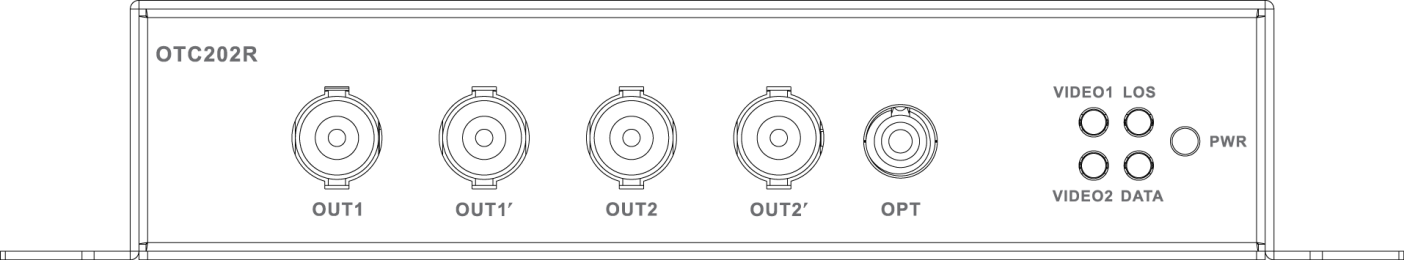 OTC202R
VIDEO1 LOS
PWR
VIDEO2 DATA
OUT1 OUT1′ OUT2 OUT2′ OPT